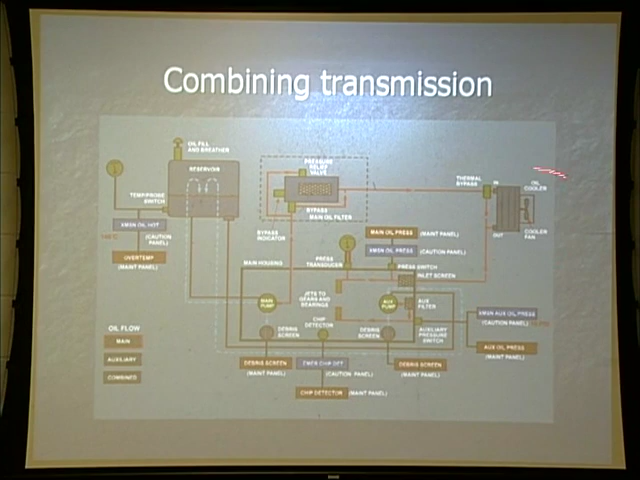 Combining transmission
OIL FILL
AND BREATHER
RESERVOIR
TEMP/PROBE
SWITCH
XMSN OIL HOT
(CAUTION
PANEL)
OVERTEMP
(MAINT PANEL)
PRESSURE
RELIEF
VALVE
BYPASS
MAIN OIL FILTER
BYPASS
INDICATOR
THERMAL
BYPASS
IN
OIL
COOLER
OUT
COOLER
FAN
MAIN OIL PRESS
(MAINT PANEL)
XMSN OIL PRESS
(CAUTION PANEL)
PRESS
TRANSDUCER
PRESS SWITCH
INLET SCREEN
MAIN HOUSING
JETS TO
GEARS AND
BEARINGS
MAIN
PUMP
AUX
PUMP
AUX
FILTER
CHIP
DETECTOR
DEBRIS
SCREEN
DEBRIS
SCREEN
AUXILIARY
PRESSURE
SWITCH
XMSN AUX OIL PRESS
(CAUTION PANEL)
AUX OIL PRESS
(MAINT PANEL)
OIL FLOW
MAIN
AUXILIARY
COMBINED
DEBRIS SCREEN
(MAINT PANEL)
(CAUTION PANEL)
DEBRIS SCREEN
(MAINT PANEL)
CHIP DETECTOR
(MAINT PANEL)